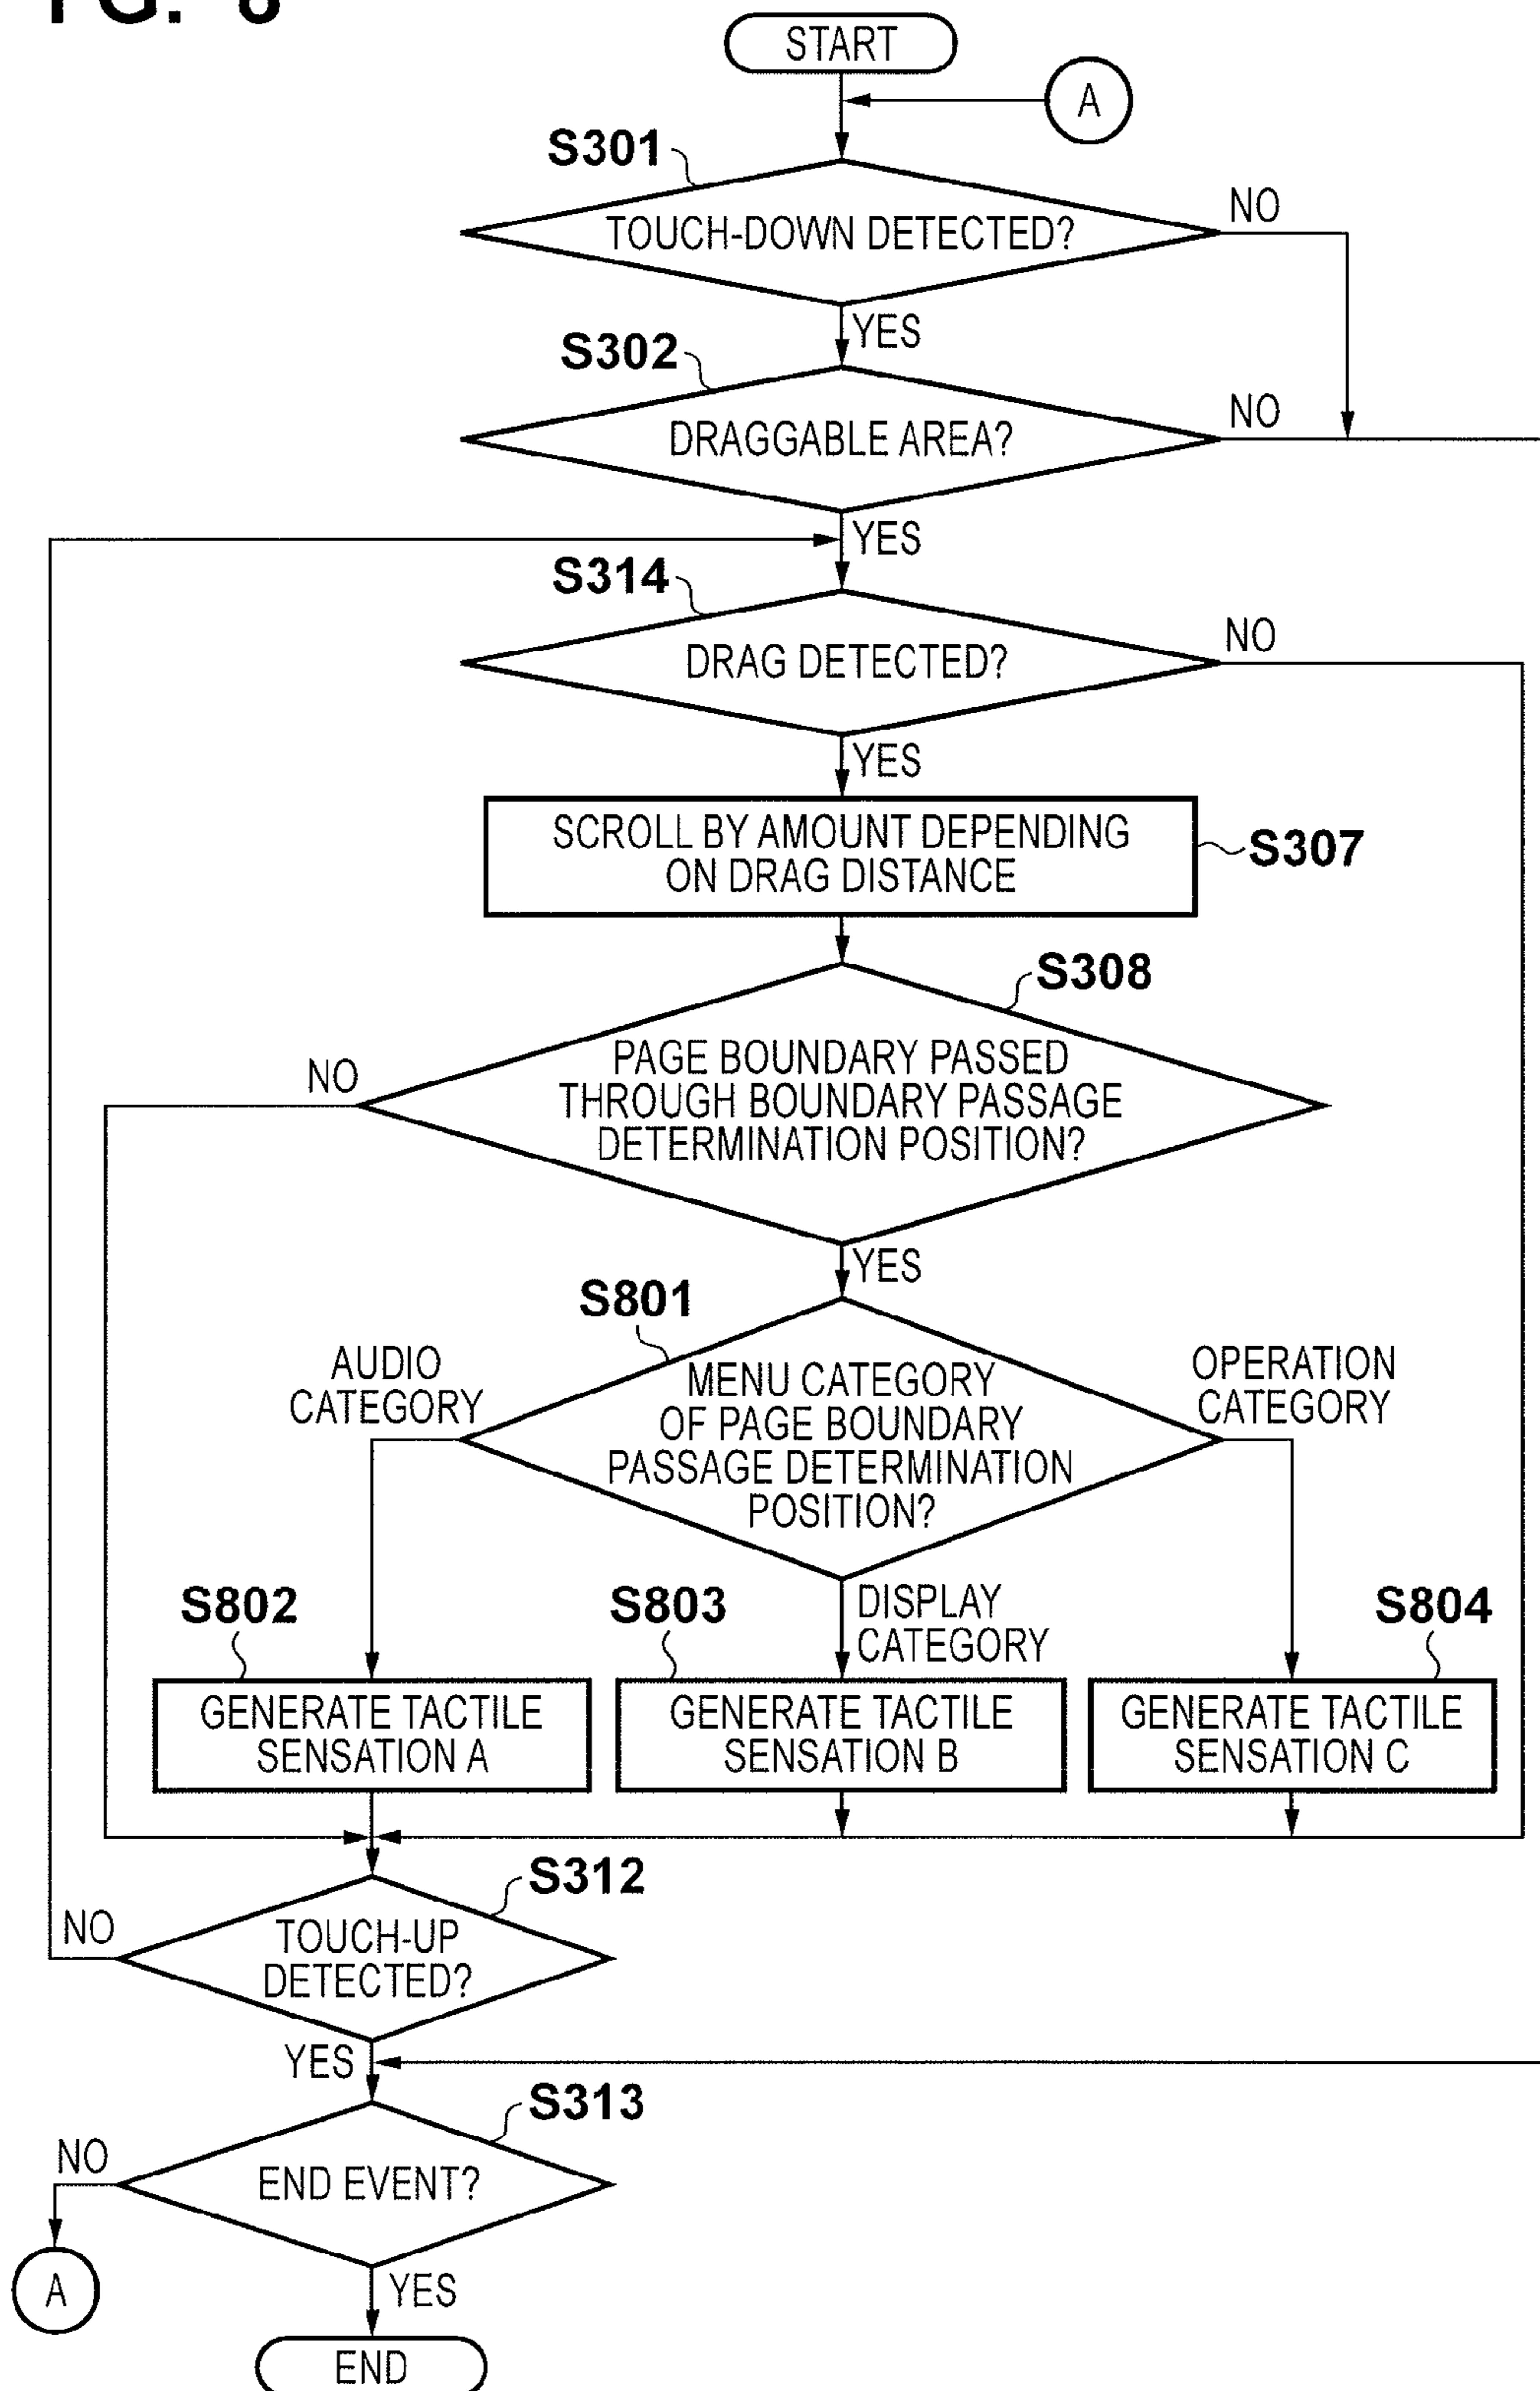 FIG. 8
START
A
S301
TOUCH-DOWN DETECTED?
NO
YES
S302
DRAGGABLE AREA?
NO
YES
S314
DRAG DETECTED?
NO
YES
SCROLL BY AMOUNT DEPENDING
ON DRAG DISTANCE
S307
S308
PAGE BOUNDARY PASSED
THROUGH BOUNDARY PASSAGE
DETERMINATION POSITION?
NO
YES
S801
MENU CATEGORY
OF PAGE BOUNDARY
PASSAGE DETERMINATION
POSITION?
AUDIO
CATEGORY
OPERATION
CATEGORY
DISPLAY
CATEGORY
S802
GENERATE TACTILE
SENSATION A
S803
GENERATE TACTILE
SENSATION B
S804
GENERATE TACTILE
SENSATION C
S312
TOUCH-UP
DETECTED?
NO
YES
S313
END EVENT?
NO
A
YES
END